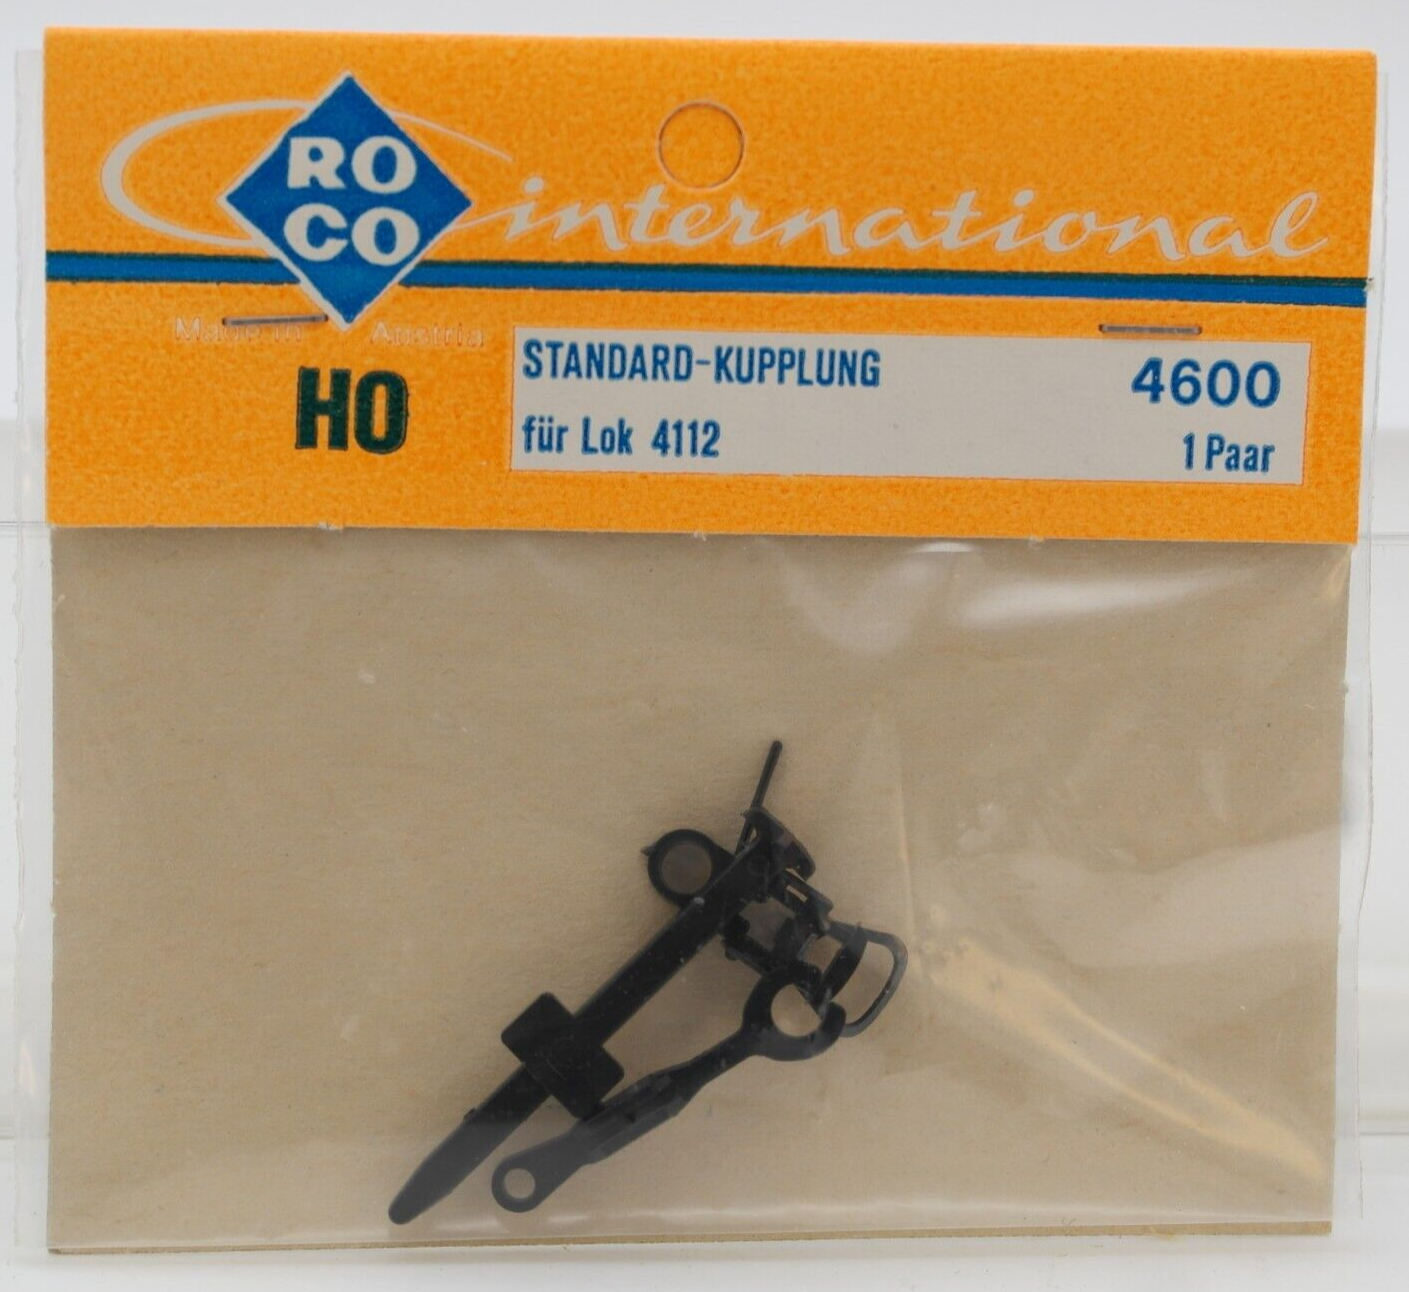 RO
CO
international
Made in Austria
HO
STANDARD-KUPPLUNG 4600
für Lok 4112 1 Paar